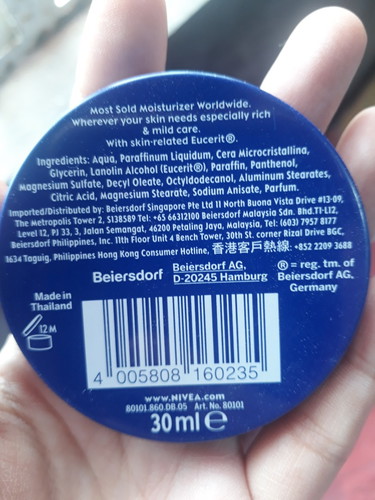 Most Sold Moisturizer Worldwide.
Wherever your skin needs especially rich
& mild care.
With skin-related Eucerit®.
Ingredients: Aqua, Paraffinum Liquidum, Cera Microcristallina,
Glycerin, Lanolin Alcohol (Eucerit®), Paraffin, Panthenol,
Magnesium Sulfate, Decyl Oleate, Octyldodecanol, Aluminum Stearates,
Citric Acid, Magnesium Stearate, Sodium Anisate, Parfum.
Imported/Distributed by: Beiersdorf Singapore Pte Ltd 11 North Buona Vista Drive #13-09,
The Metropolis Tower 2, S138589 Tel: +65 66312100 Beiersdorf Malaysia Sdn. Bhd.T1-L12,
Level 12, PJ 33, 3, Jalan Semangat, 46200 Petaling Jaya, Malaysia, Tel: (603) 7957 8177
Beiersdorf Philippines, Inc. 11th Floor Unit 4 Bench Tower, 30th St. corner Rizal Drive BGC,
1634 Taguig, Philippines Hong Kong Consumer Hotline, 香港客戶熱線: +852 2209 3688
Beiersdorf
Beiersdorf AG,
D-20245 Hamburg
® = reg. tm. of
Beiersdorf AG,
Germany
Made in
Thailand
12 M
4 005808 160235
www.NIVEA.com
80101.860.DB.05 Art. No. 80101
30 ml ℮